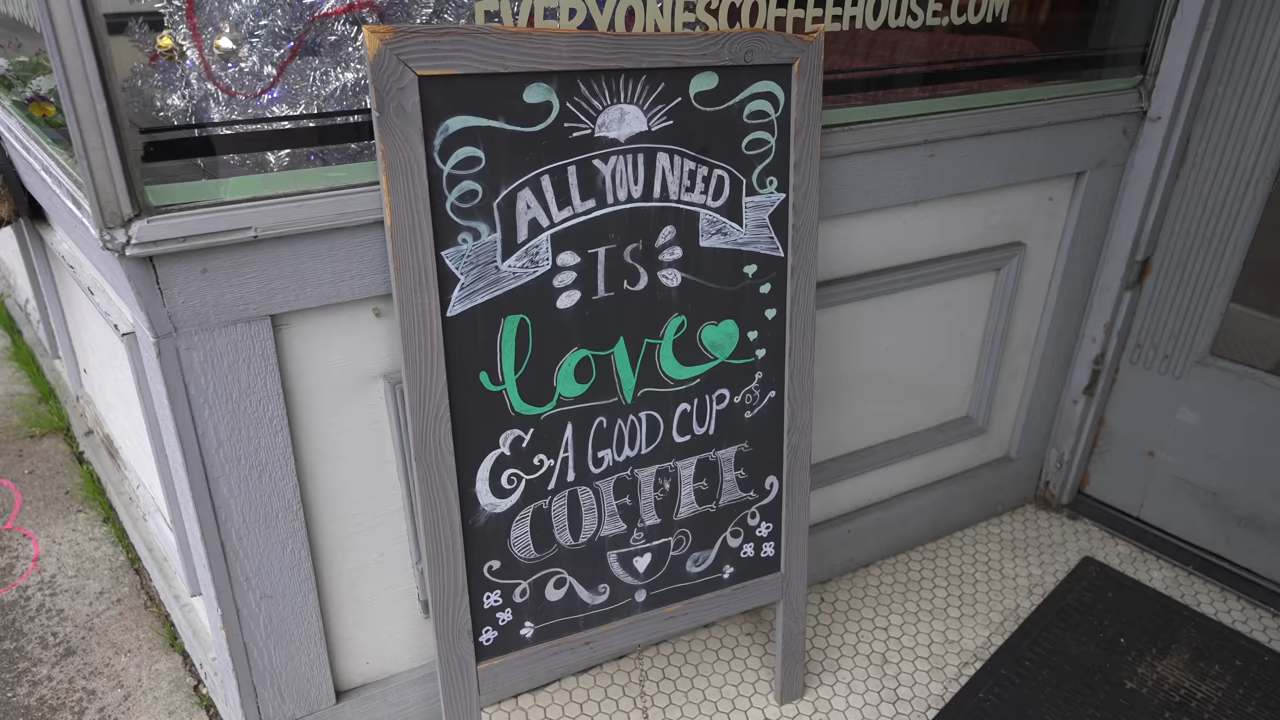 EVERYONESCOFFEEHOUSE.COM
ALL YOU NEED
IS
love
& A GOOD CUP
OF
COFFEE